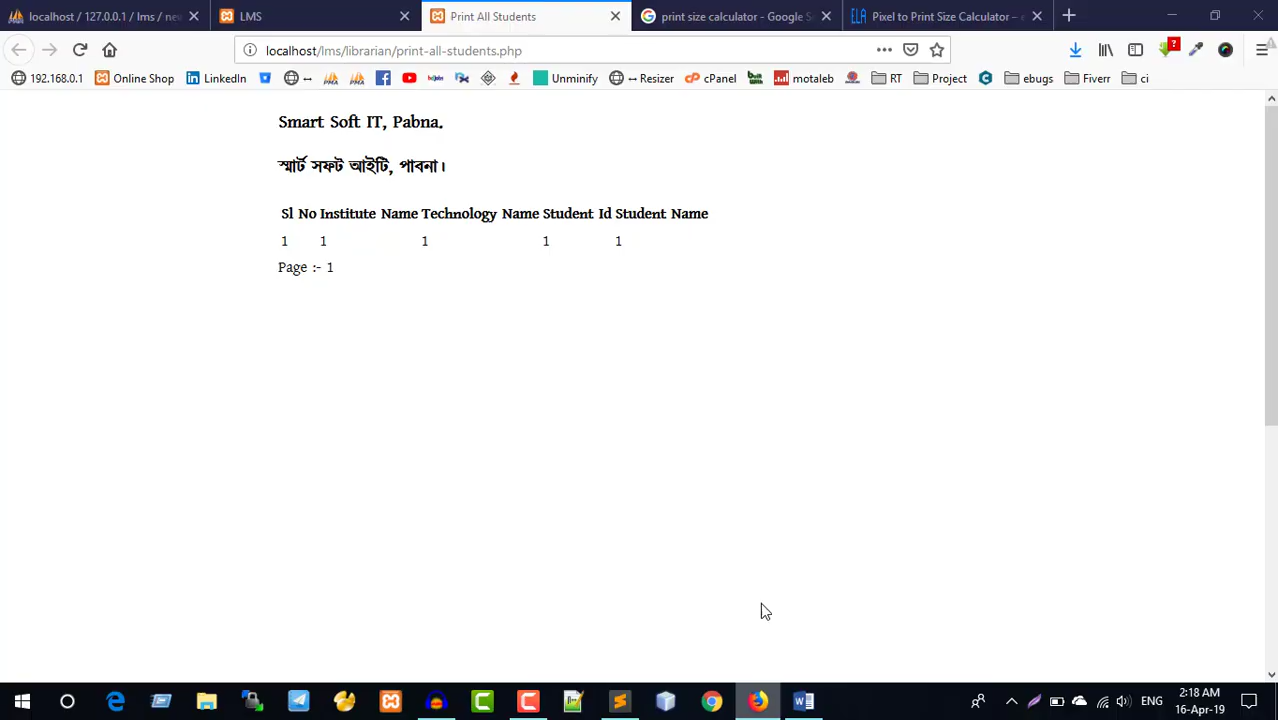 localhost / 127.0.0.1 / lms / nev
LMS
Print All Students
print size calculator - Google S
Pixel to Print Size Calculator – e
localhost/lms/librarian/print-all-students.php
192.168.0.1
Online Shop
LinkedIn
Unminify
↔ Resizer
cPanel
motaleb
RT
Project
ebugs
Fiverr
ci
Smart Soft IT, Pabna.
স্মার্ট সফট আইটি, পাবনা।
Sl No Institute Name Technology Name Student Id Student Name
1 1 1 1 1
Page :- 1
ENG
2:18 AM
16-Apr-19